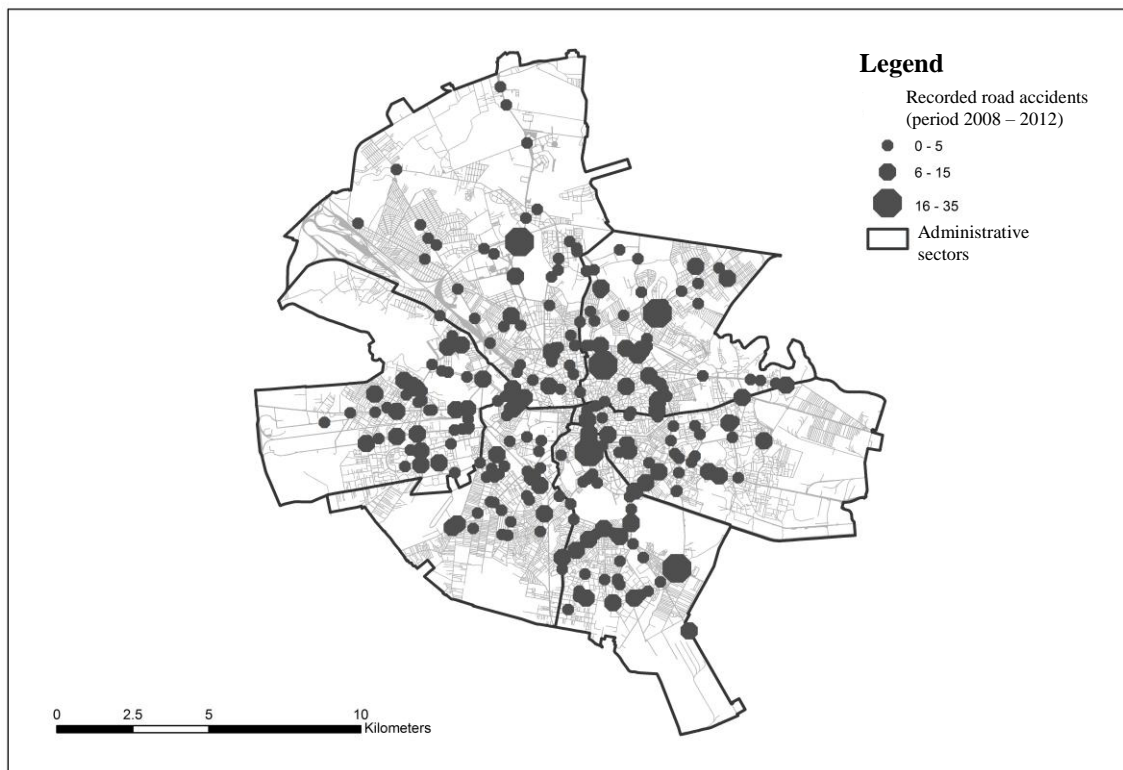 Legend
Recorded road accidents
(period 2008 – 2012)
0 - 5
6 - 15
16 - 35
Administrative
sectors
0 2.5 5 10
Kilometers